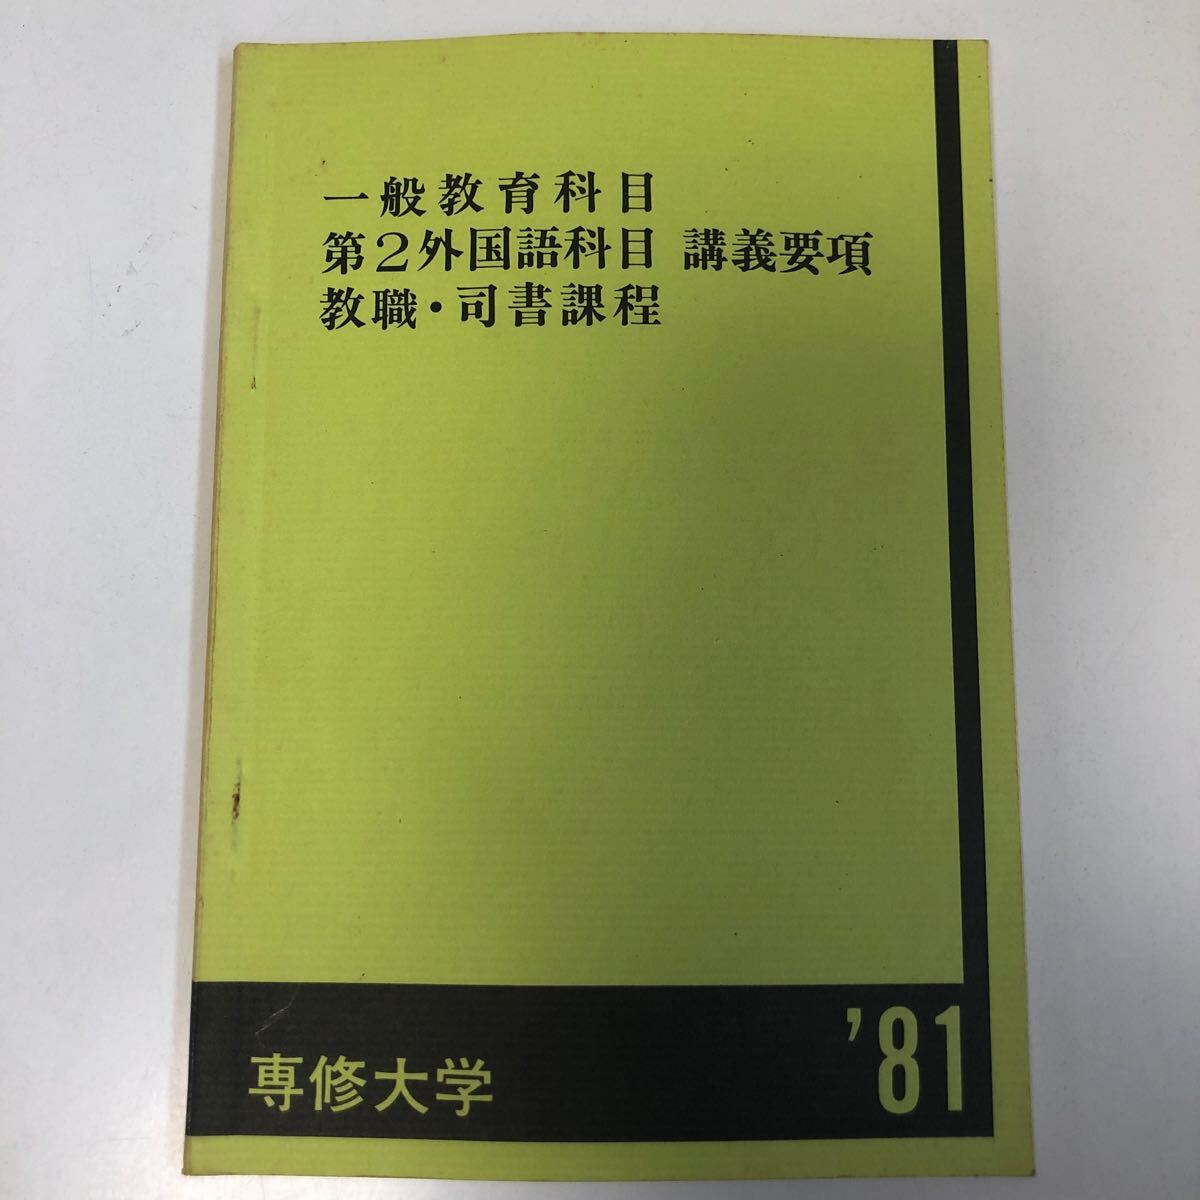 一般教育科目
第2外国語科目 講義要項
教職・司書課程
専修大学
'81